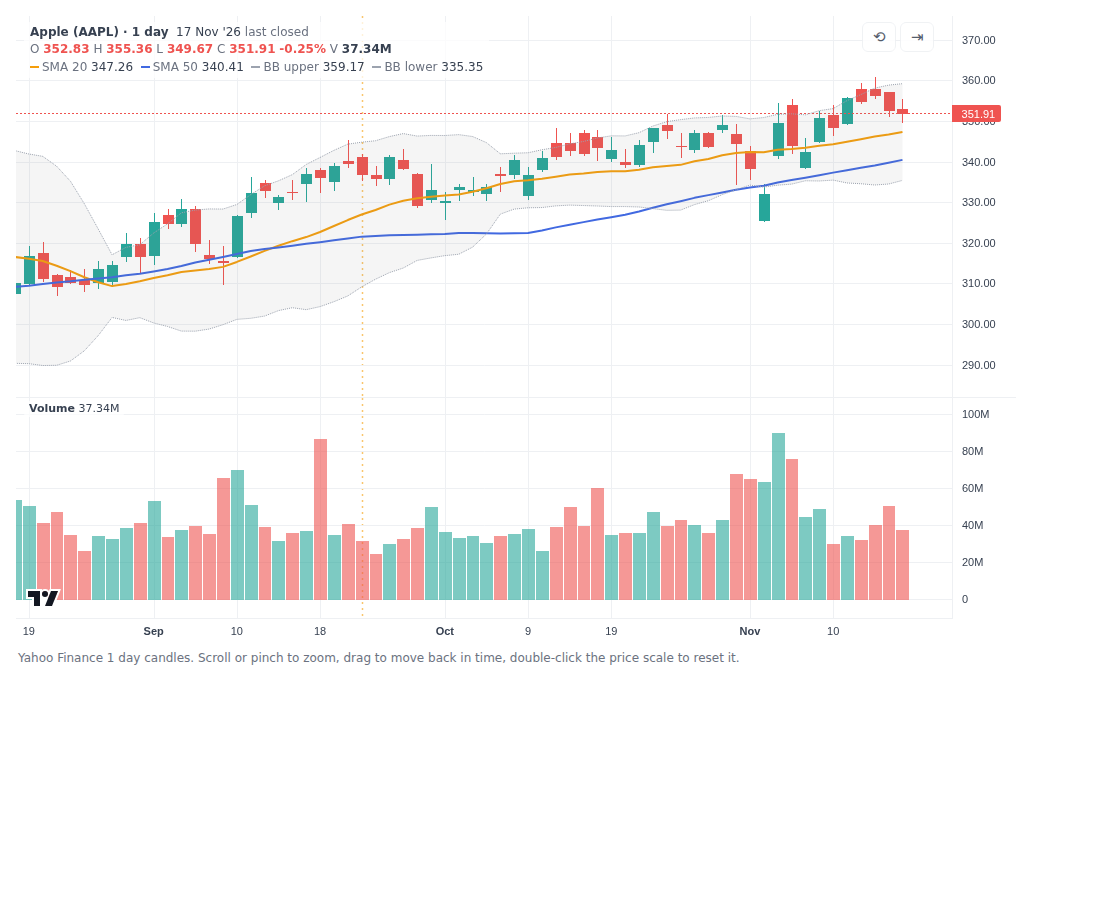 Apple (AAPL) · 1 day 17 Nov '26 last closed
O 352.83 H 355.36 L 349.67 C 351.91 -0.25% V 37.34M
SMA 20 347.26 SMA 50 340.41 BB upper 359.17 BB lower 335.35
370.00
360.00
351.91
350.00
340.00
330.00
320.00
310.00
300.00
290.00
Volume 37.34M
100M
80M
60M
40M
20M
0
19 Sep 10 18 Oct 9 19 Nov 10
Yahoo Finance 1 day candles. Scroll or pinch to zoom, drag to move back in time, double-click the price scale to reset it.